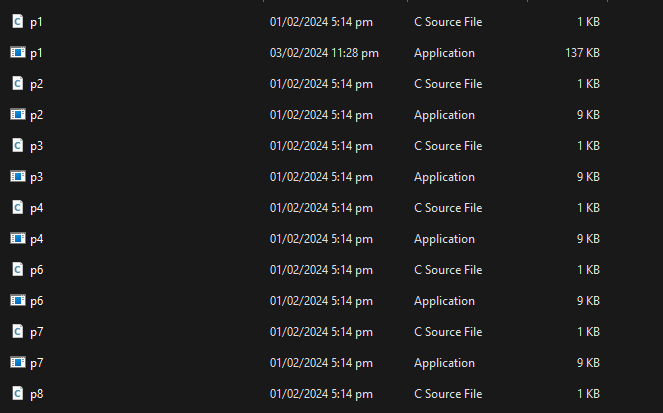 p1 01/02/2024 5:14 pm C Source File 1 KB
p1 03/02/2024 11:28 pm Application 137 KB
p2 01/02/2024 5:14 pm C Source File 1 KB
p2 01/02/2024 5:14 pm Application 9 KB
p3 01/02/2024 5:14 pm C Source File 1 KB
p3 01/02/2024 5:14 pm Application 9 KB
p4 01/02/2024 5:14 pm C Source File 1 KB
p4 01/02/2024 5:14 pm Application 9 KB
p6 01/02/2024 5:14 pm C Source File 1 KB
p6 01/02/2024 5:14 pm Application 9 KB
p7 01/02/2024 5:14 pm C Source File 1 KB
p7 01/02/2024 5:14 pm Application 9 KB
p8 01/02/2024 5:14 pm C Source File 1 KB